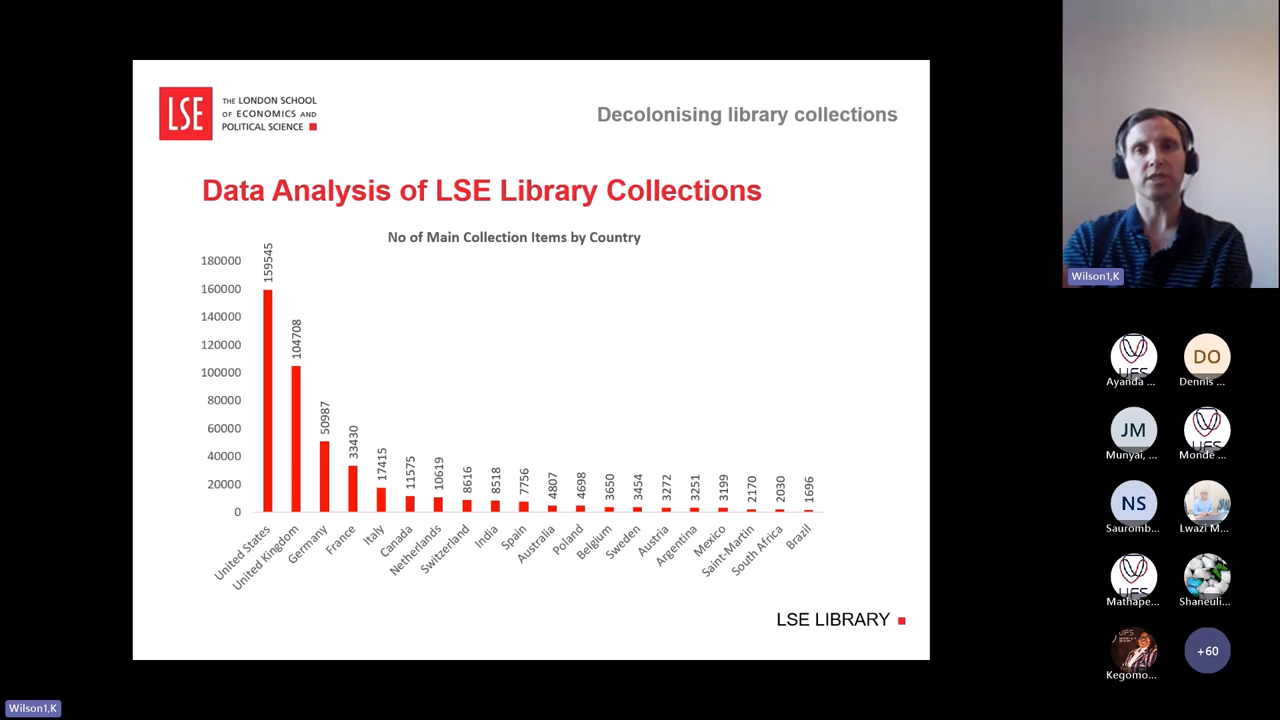 LSE
THE LONDON SCHOOL
OF ECONOMICS AND
POLITICAL SCIENCE
Decolonising library collections
Data Analysis of LSE Library Collections
No of Main Collection Items by Country
180000
160000
140000
120000
100000
80000
60000
40000
20000
0
159545
104708
50987
33430
17415
11575
10619
8616
8518
7756
4807
4698
3650
3454
3272
3251
3199
2170
2030
1696
United States
United Kingdom
Germany
France
Italy
Canada
Netherlands
Switzerland
India
Spain
Australia
Poland
Belgium
Sweden
Austria
Argentina
Mexico
Saint-Martin
South Africa
Brazil
LSE LIBRARY
Wilson1,K
UFS
Ayanda ...
DO
Dennis ...
JM
Munyai, ...
UFS
Monde ...
NS
Sauromb...
Lwazi M...
UFS
Mathape...
Shaneuli...
UFS
Kegomo...
+60
Wilson1,K